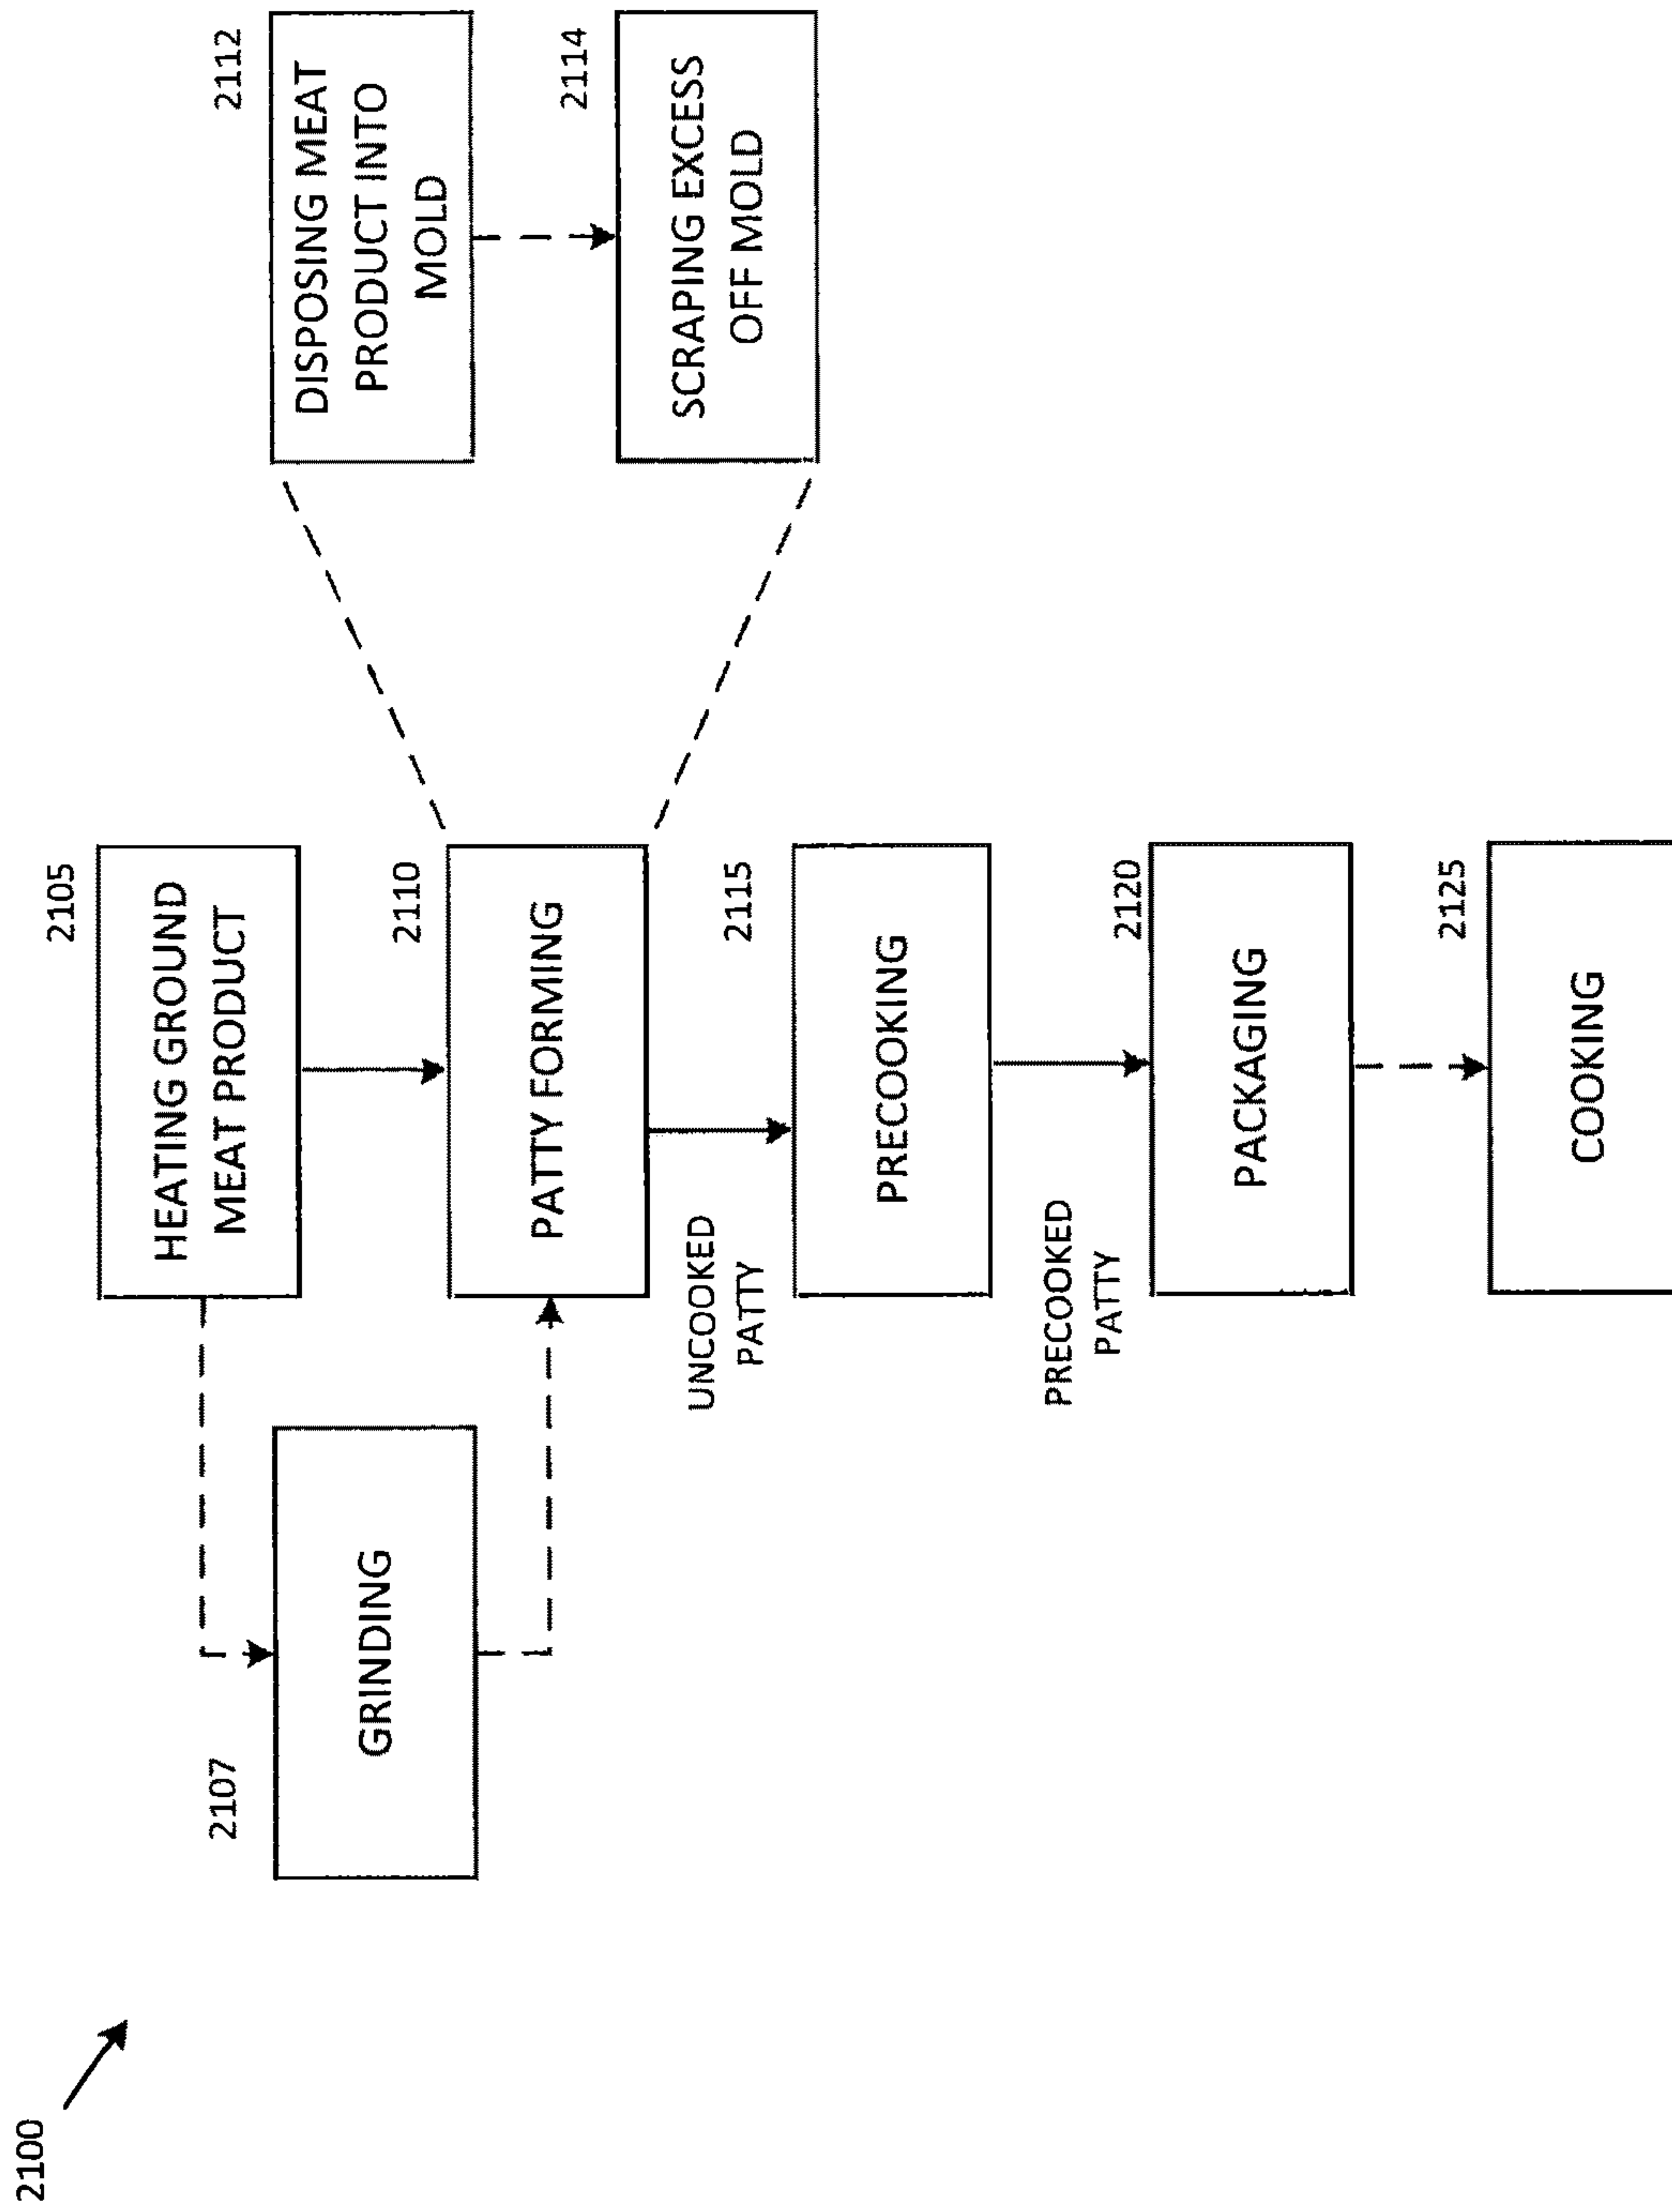 2100
2105
HEATING GROUND
MEAT PRODUCT
2107
GRINDING
2110
PATTY FORMING
2112
DISPOSING MEAT
PRODUCT INTO
MOLD
2114
SCRAPING EXCESS
OFF MOLD
UNCOOKED
PATTY
2115
PRECOOKING
PRECOOKED
PATTY
2120
PACKAGING
2125
COOKING